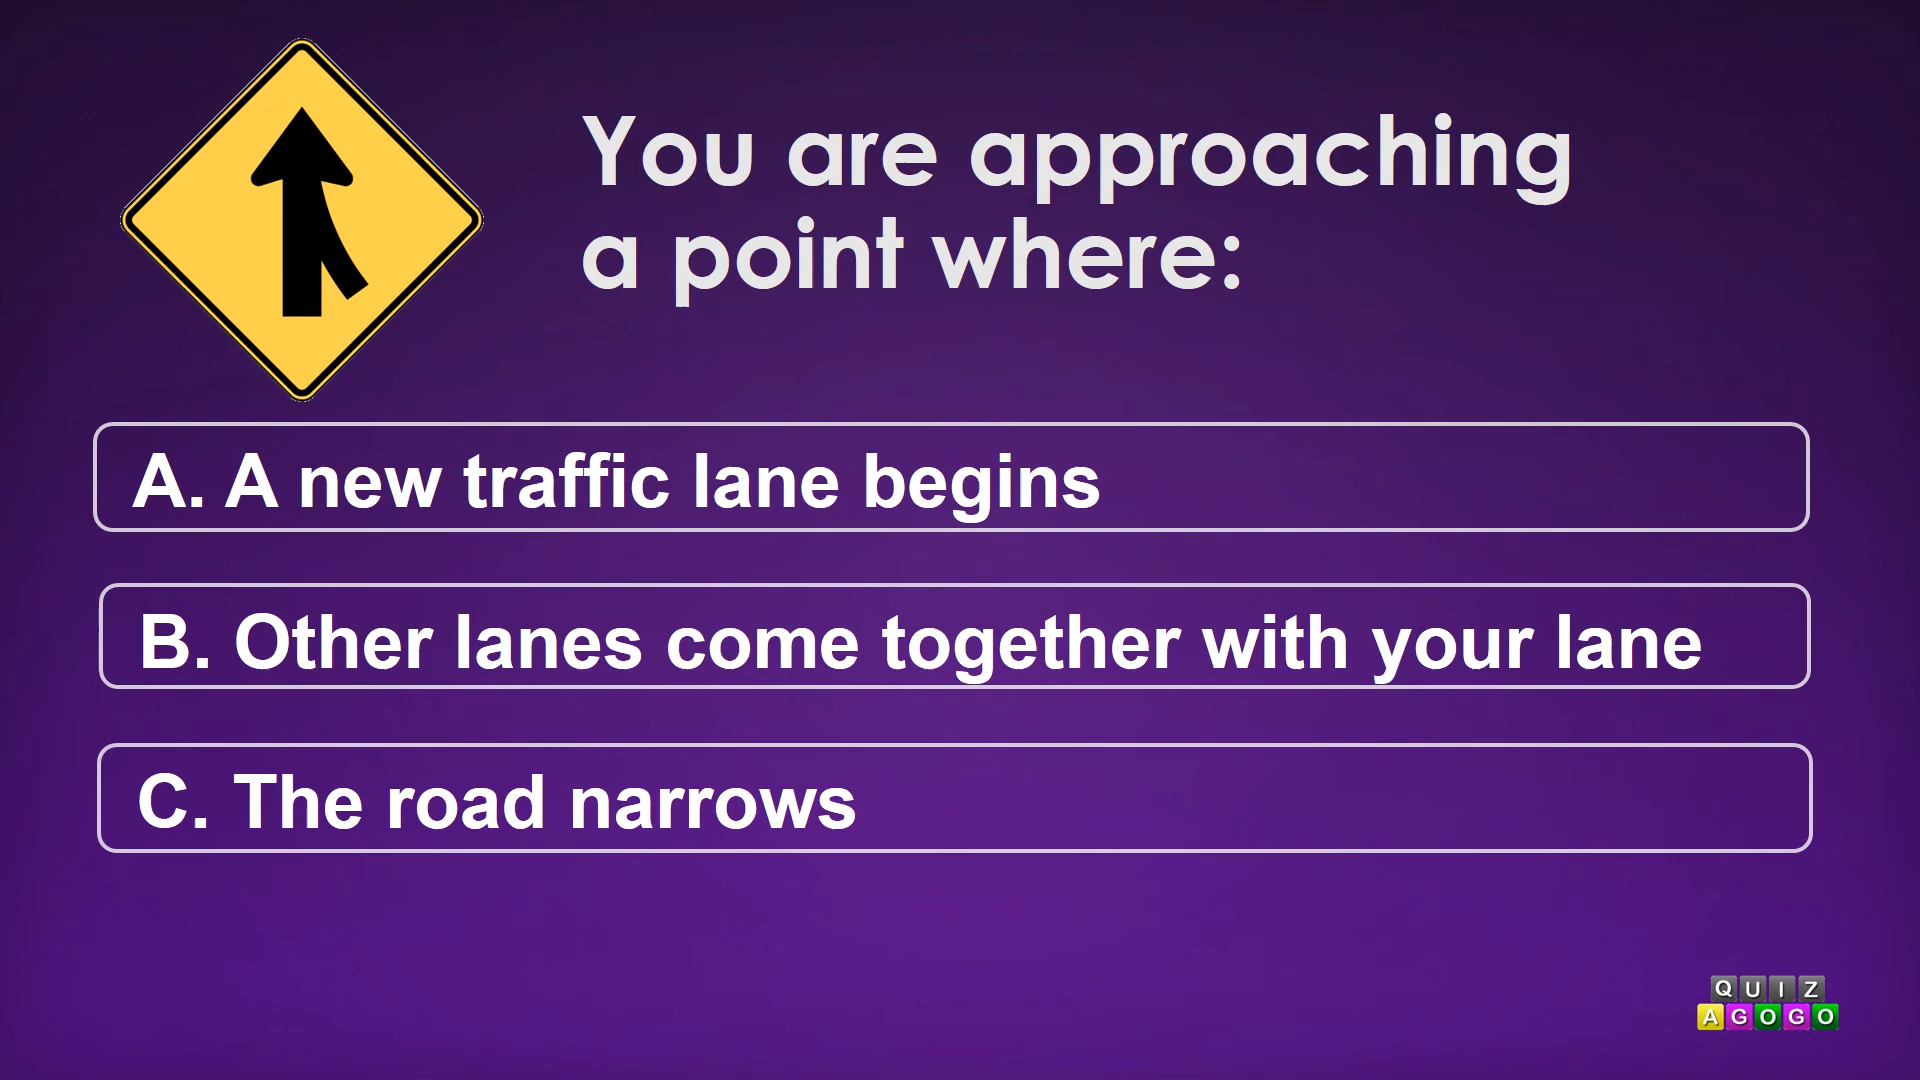 You are approaching
a point where:
A. A new traffic lane begins
B. Other lanes come together with your lane
C. The road narrows
QUIZ
AGOGO